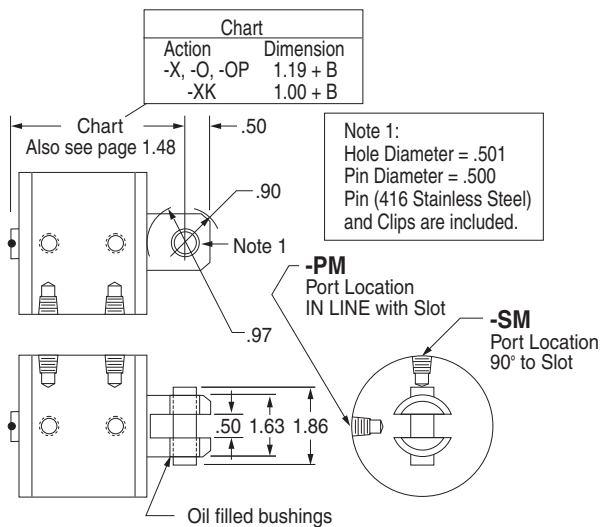 Chart
Action Dimension
-X, -O, -OP 1.19 + B
-XK 1.00 + B
Chart
Also see page 1.48
.50
Note 1:
Hole Diameter = .501
Pin Diameter = .500
Pin (416 Stainless Steel)
and Clips are included.
.90
Note 1
.97
-PM
Port Location
IN LINE with Slot
-SM
Port Location
90° to Slot
.50 1.63 1.86
Oil filled bushings